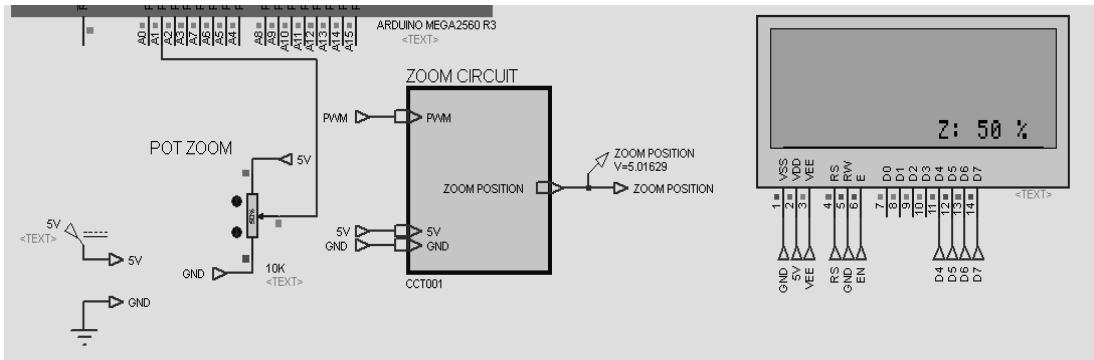 ARDUINO MEGA2560 R3
<TEXT>
A0
A1
A2
A3
A7
A6
A5
A4
A8
A9
A10
A11
A12
A13
A14
A15
ZOOM CIRCUIT
PWM
PWM
ZOOM POSITION
5V
5V
GND
GND
CCT001
ZOOM POSITION
V=5.01629
ZOOM POSITION
POT ZOOM
5V
50%
GND
10K
<TEXT>
5V
<TEXT>
5V
GND
Z: 50 %
VSS
VDD
VEE
RS
RW
E
D0
D1
D2
D3
D4
D5
D6
D7
<TEXT>
1
2
3
4
5
6
7
8
9
10
11
12
13
14
GND
5V
VEE
RS
GND
EN
D4
D5
D6
D7